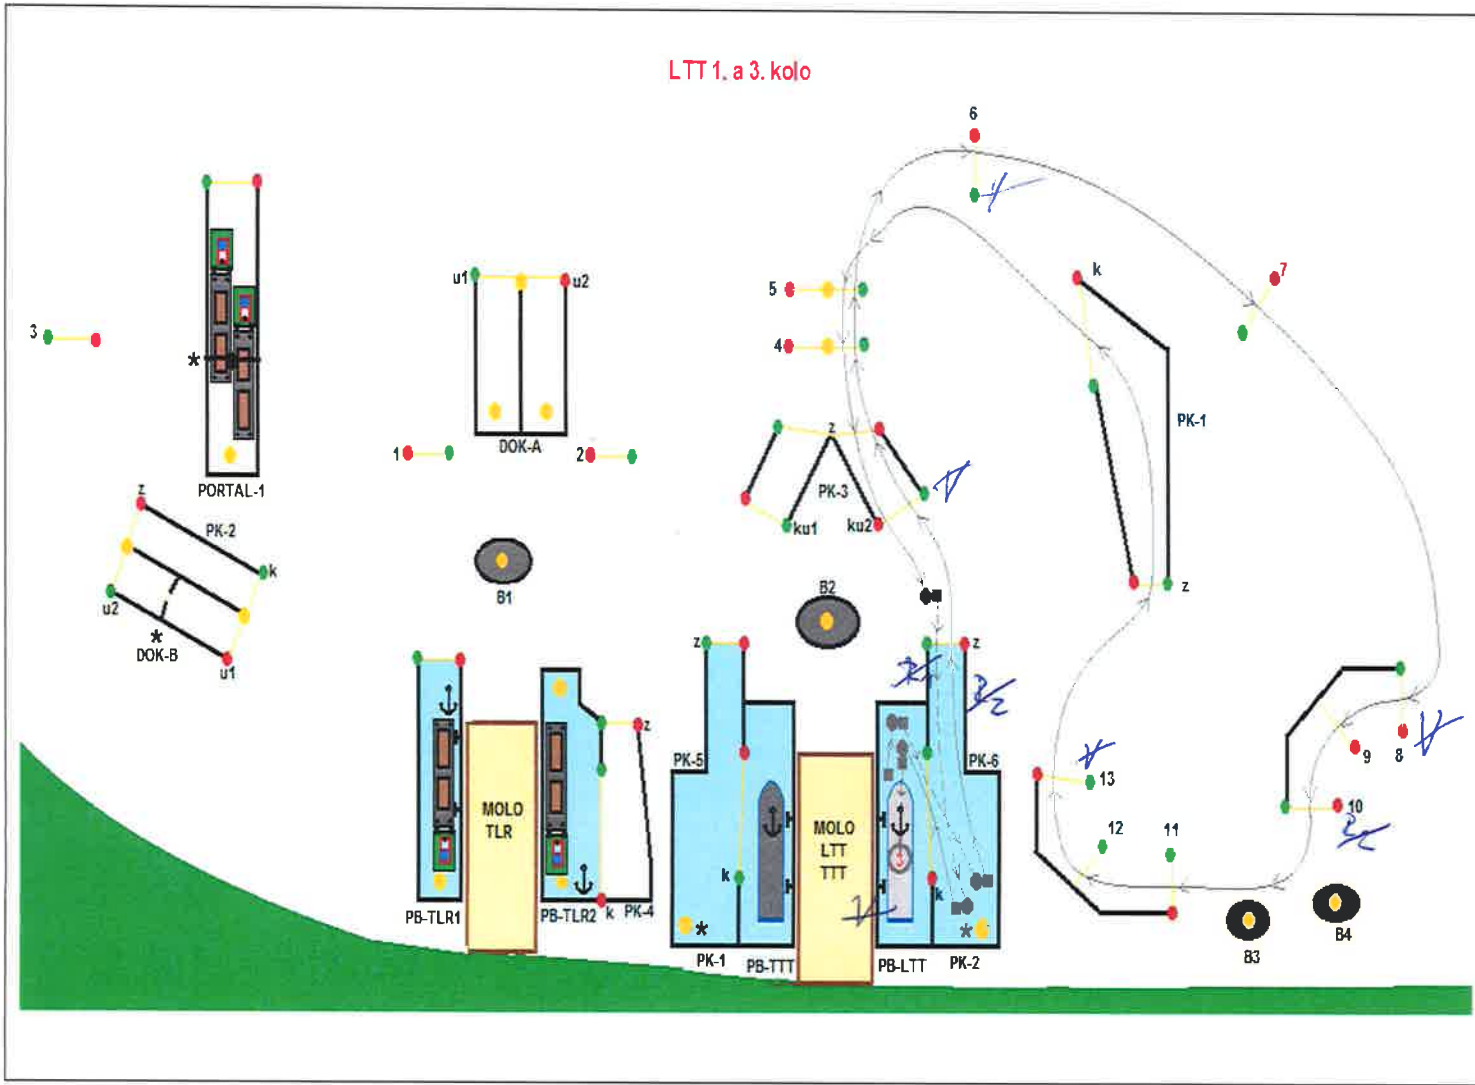 LTT 1. a 3. kolo
6
7
k
u1
u2
5
3
*
4
PK-1
z
1
DOK-A
2
PORTAL-1
z
PK-3
PK-2
ku1
ku2
k
B1
B2
z
u2
*
DOK-B
u1
z
z
z
PK-5
PK-6
9
8
13
10
MOLO
TLR
MOLO
LTT
TTT
12
11
k
k
*
*
PB-TLR1
PB-TLR2
k
PK-4
PK-1
PB-TTT
PB-LTT
PK-2
B3
B4